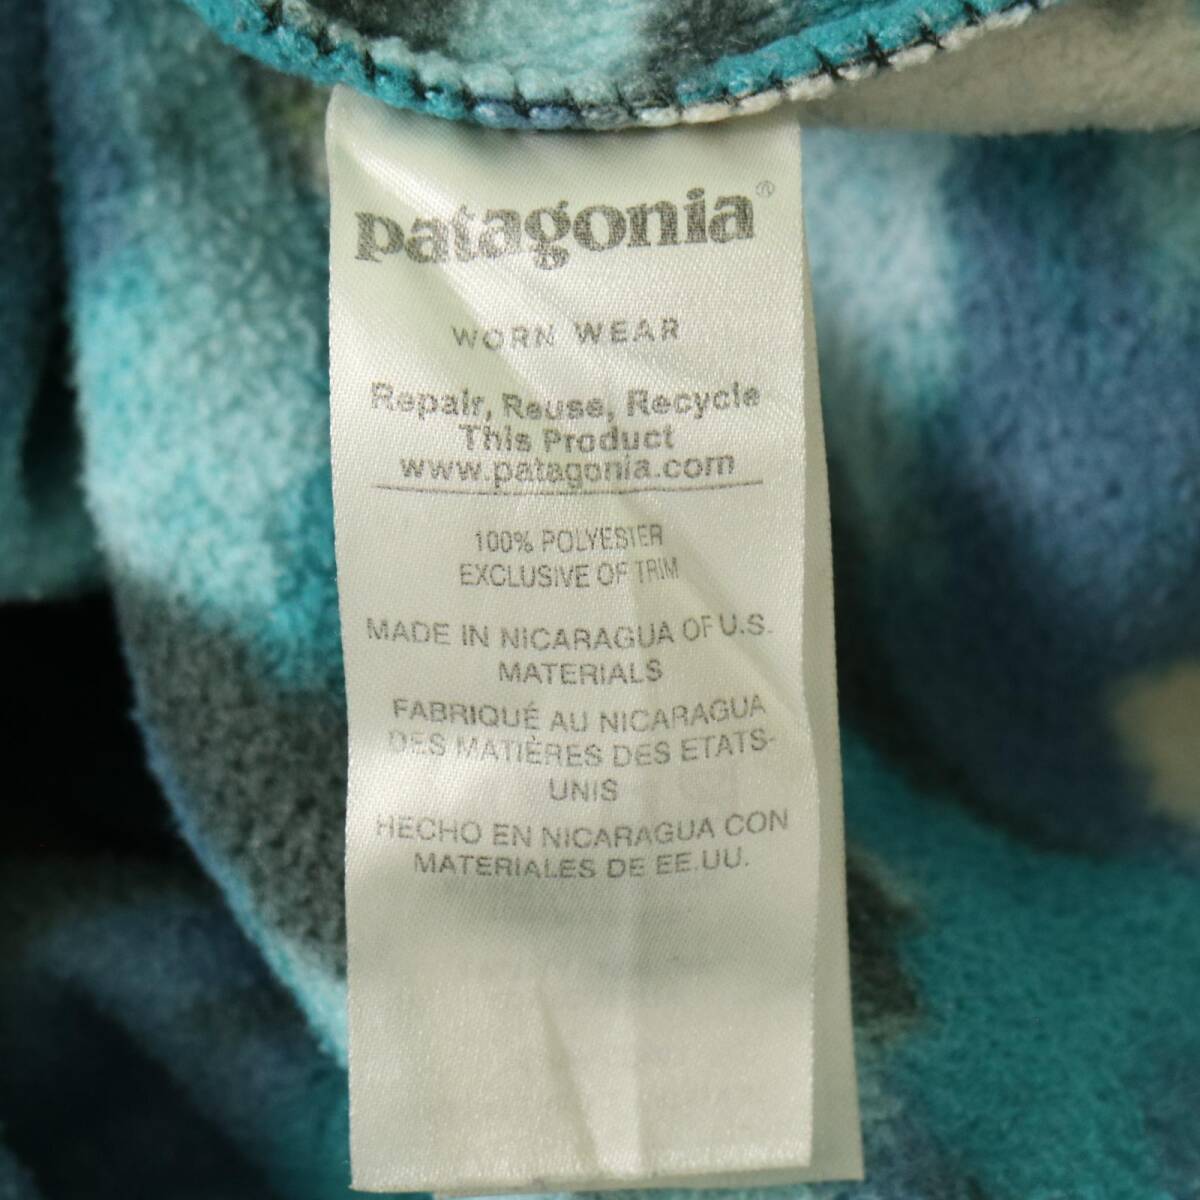 patagonia®
WORN WEAR
Repair, Reuse, Recycle
This Product
www.patagonia.com
100% POLYESTER
EXCLUSIVE OF TRIM
MADE IN NICARAGUA OF U.S.
MATERIALS
FABRIQUÉ AU NICARAGUA
DES MATIÈRES DES ETATS-
UNIS
HECHO EN NICARAGUA CON
MATERIALES DE EE.UU.